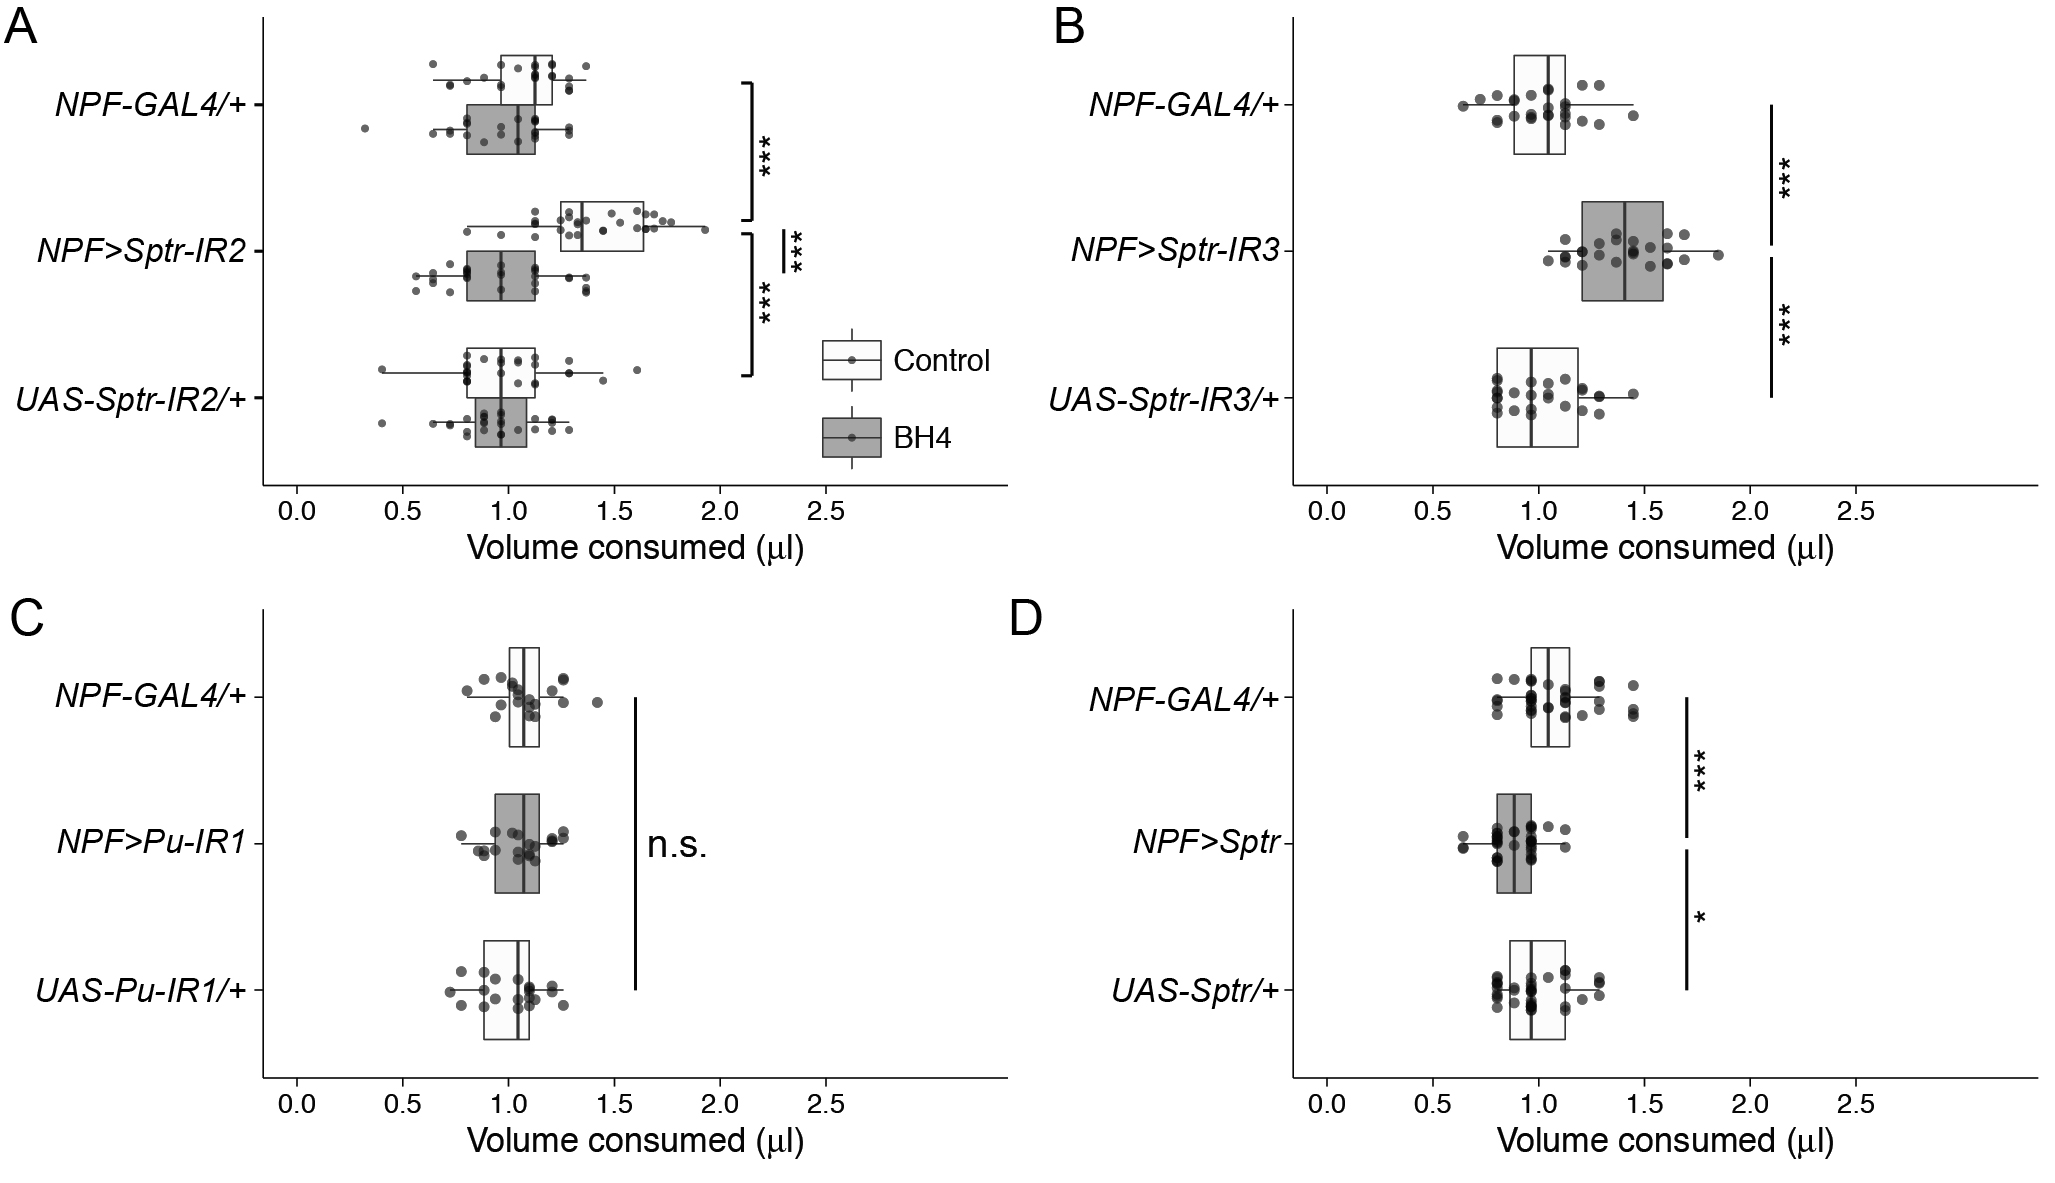 A
NPF-GAL4/+
NPF>Sptr-IR2
UAS-Sptr-IR2/+
***
***
***
Control
BH4
0.0 0.5 1.0 1.5 2.0 2.5
Volume consumed (μl)
B
NPF-GAL4/+
NPF>Sptr-IR3
UAS-Sptr-IR3/+
***
***
0.0 0.5 1.0 1.5 2.0 2.5
Volume consumed (μl)
C
NPF-GAL4/+
NPF>Pu-IR1
UAS-Pu-IR1/+
n.s.
0.0 0.5 1.0 1.5 2.0 2.5
Volume consumed (μl)
D
NPF-GAL4/+
NPF>Sptr
UAS-Sptr/+
***
*
0.0 0.5 1.0 1.5 2.0 2.5
Volume consumed (μl)